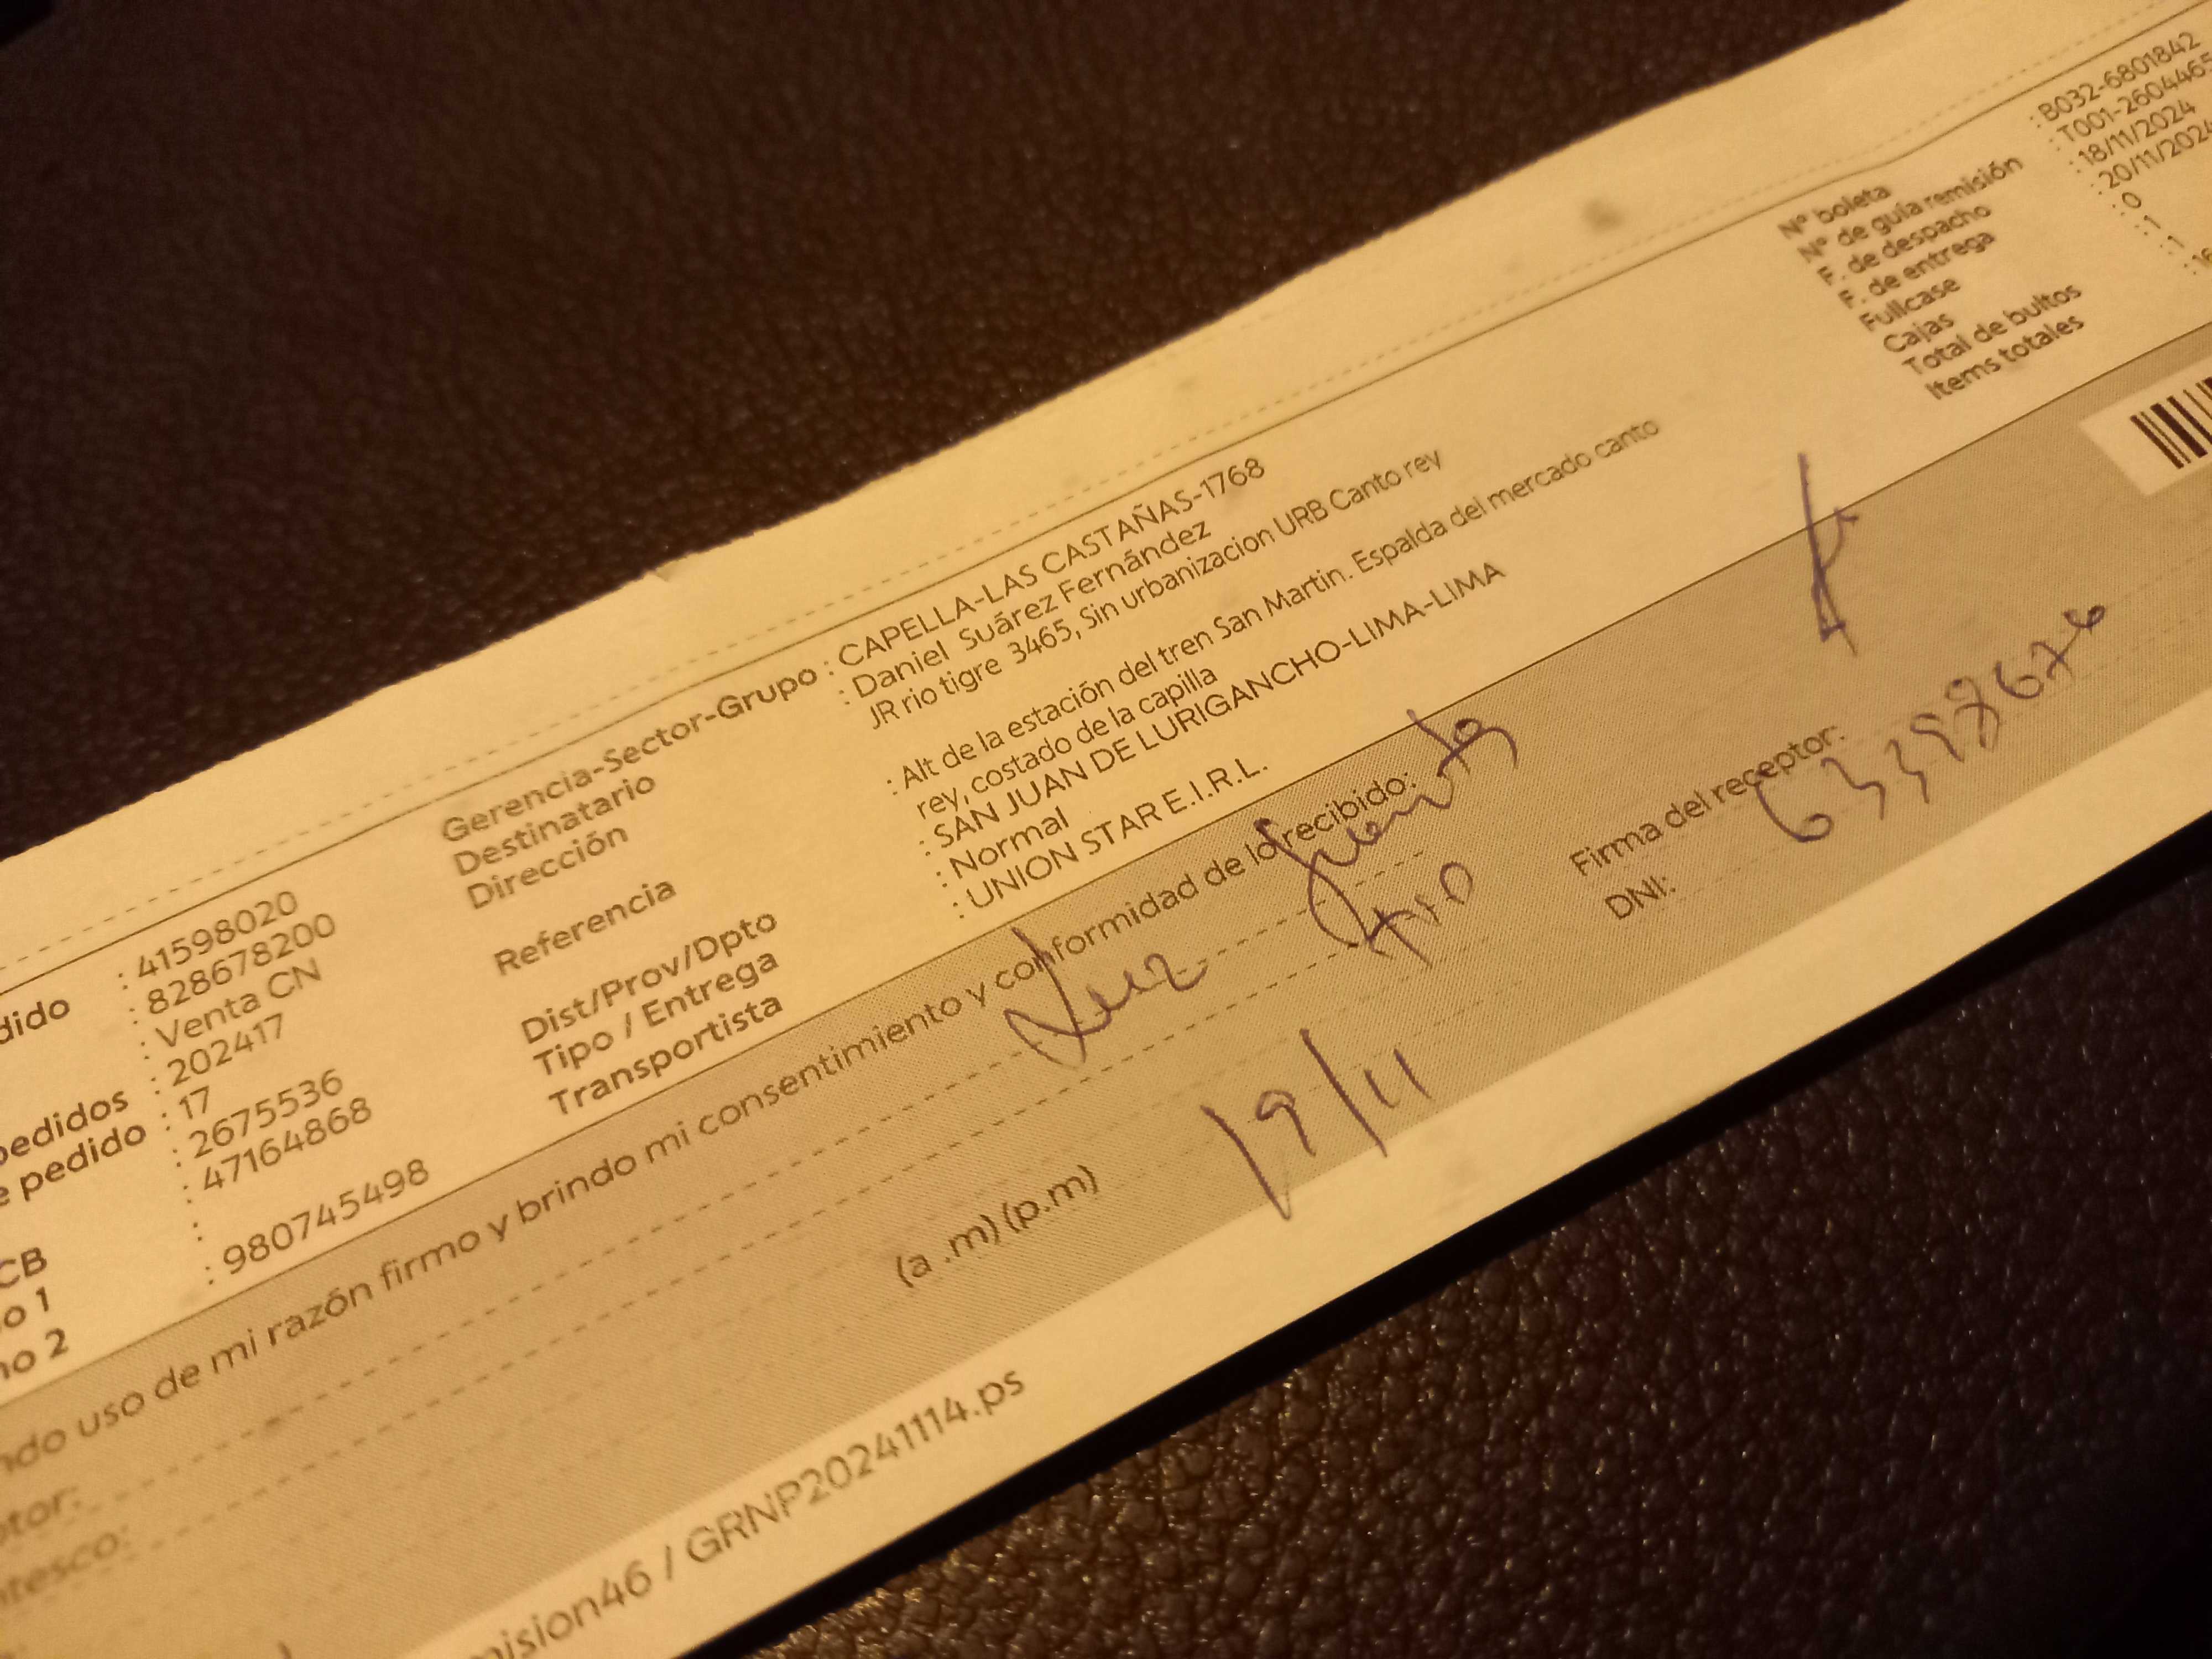 dido : 41598020
: 828678200
: Venta CN
pedidos : 202417
e pedido : 17
: 2675536
: 47164868
CB :
o 1 : 980745498
no 2
Gerencia-Sector-Grupo : CAPELLA-LAS CASTAÑAS-1768
Destinatario : Daniel Suárez Fernández
Dirección JR rio tigre 3465, Sin urbanizacion URB Canto rey
Referencia : Alt de la estación del tren San Martin. Espalda del mercado canto
rey, costado de la capilla
Dist/Prov/Dpto : SAN JUAN DE LURIGANCHO-LIMA-LIMA
Tipo / Entrega : Normal
Transportista : UNION STAR E.I.R.L.
N° boleta : B032-6801842
N° de guía remisión : T001-2604465
F. de despacho : 18/11/2024
F. de entrega : 20/11/2024
Fullcase : 0
Cajas : 1
Total de bultos : 1
Items totales : 16
ndo uso de mi razón firmo y brindo mi consentimiento y conformidad de lo recibido:
ptor:
ntesco:
(a .m) (p.m)
19/11
Firma del receptor:
DNI:
mision46 / GRNP20241114.ps